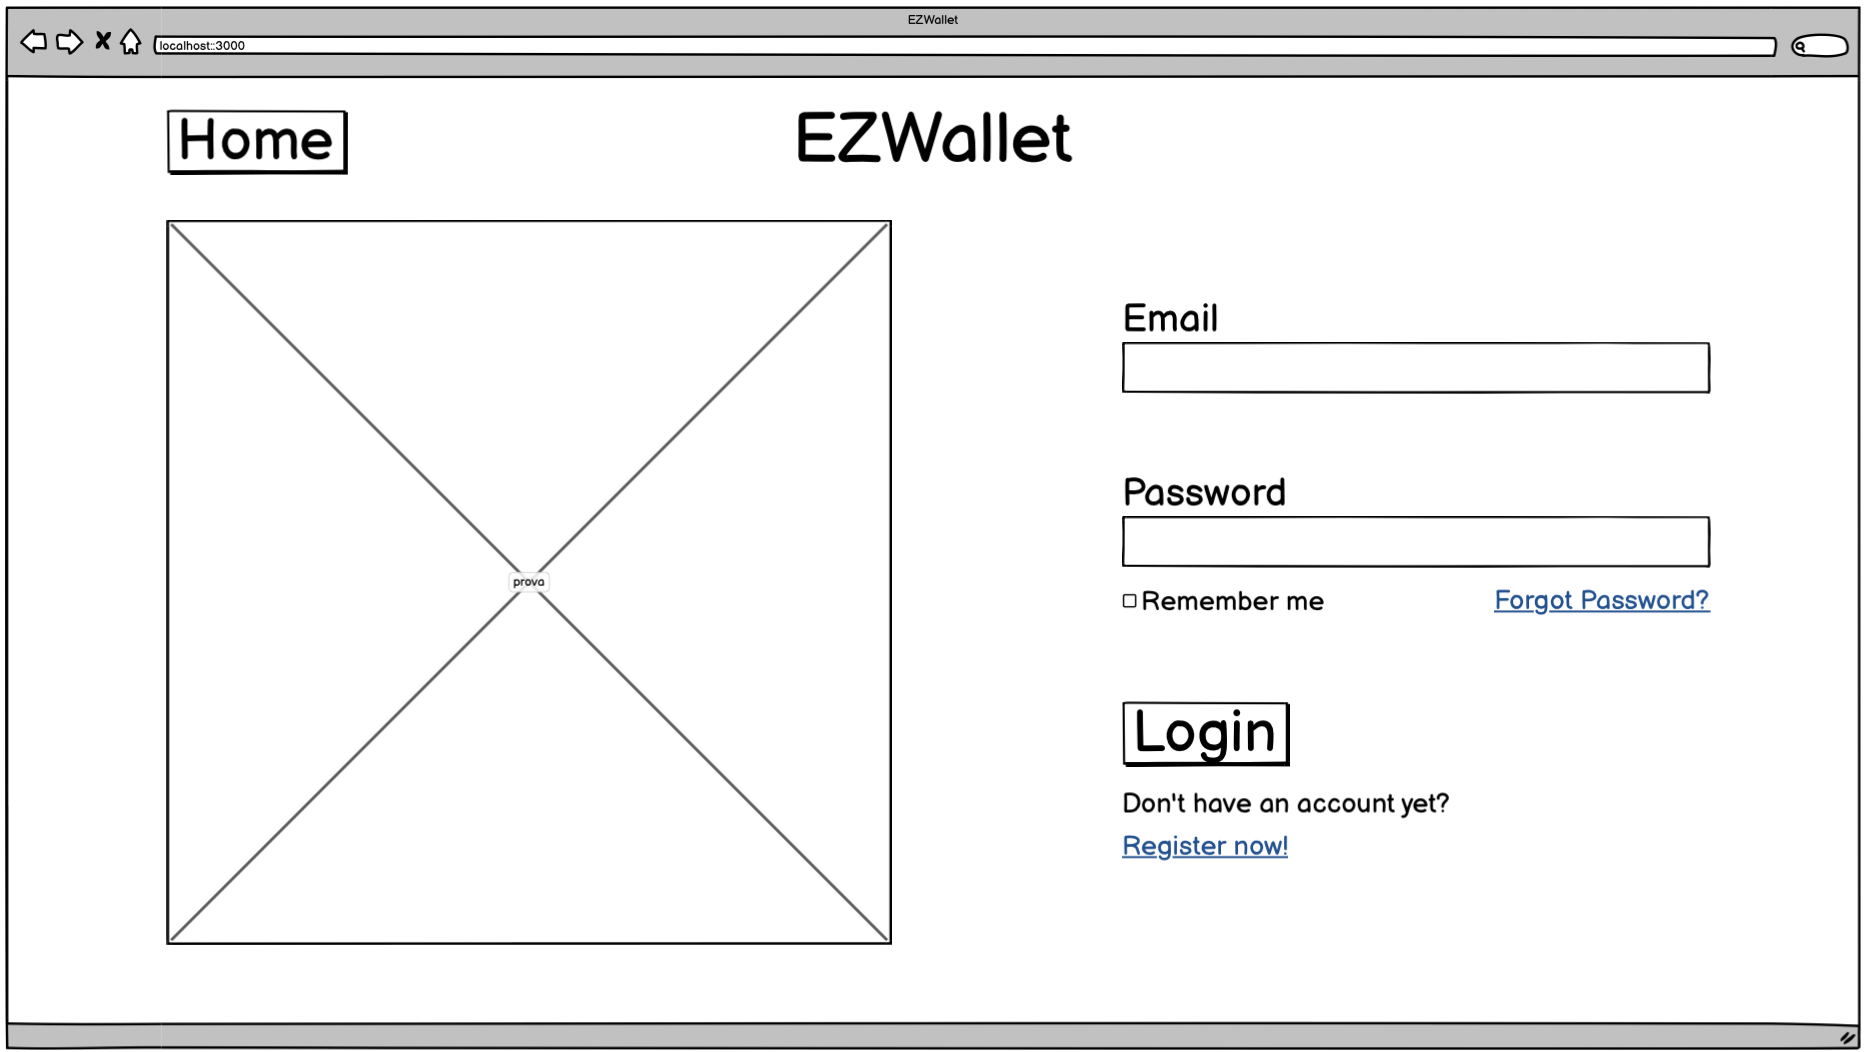 EZWallet
localhost::3000
Home
EZWallet
prova
Email
Password
Remember me
Forgot Password?
Login
Don't have an account yet?
Register now!